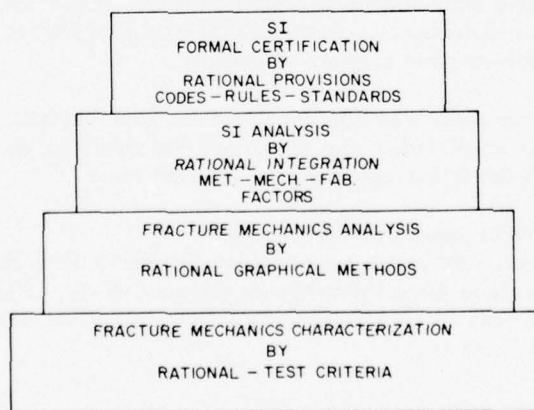 SI
FORMAL CERTIFICATION
BY
RATIONAL PROVISIONS
CODES-RULES-STANDARDS
SI ANALYSIS
BY
RATIONAL INTEGRATION
MET.-MECH.-FAB.
FACTORS
FRACTURE MECHANICS ANALYSIS
BY
RATIONAL GRAPHICAL METHODS
FRACTURE MECHANICS CHARACTERIZATION
BY
RATIONAL - TEST CRITERIA